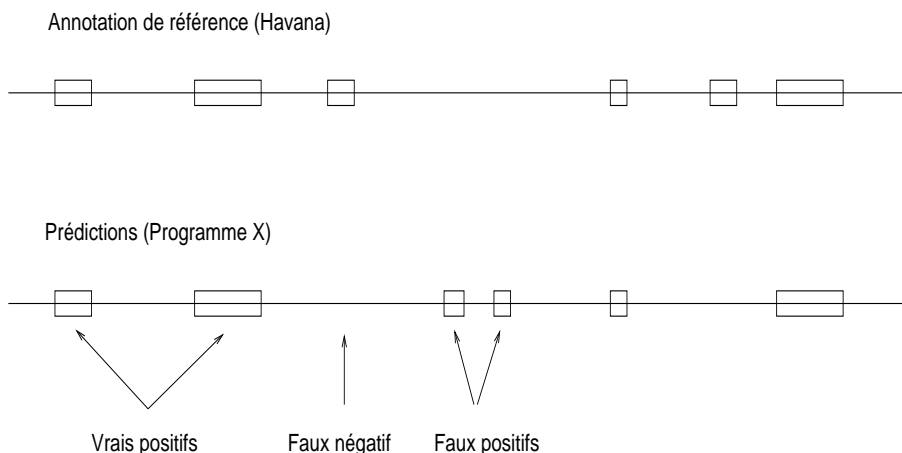 Annotation de référence (Havana)
Prédictions (Programme X)
Vrais positifs
Faux négatif
Faux positifs